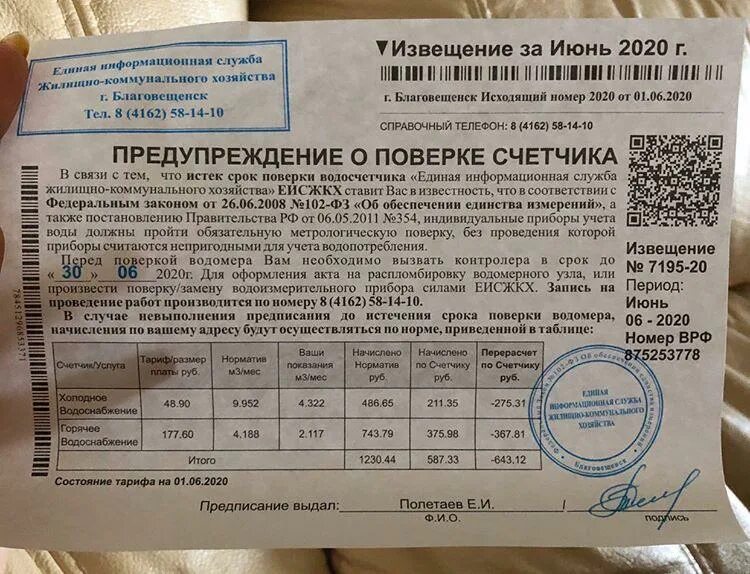 Единая информационная служба
Жилищно-коммунального хозяйства
г. Благовещенск
Тел. 8 (4162) 58-14-10
▼Извещение за Июнь 2020 г.
г. Благовещенск Исходящий номер 2020 от 01.06.2020
СПРАВОЧНЫЙ ТЕЛЕФОН: 8 (4162) 58-14-10
ПРЕДУПРЕЖДЕНИЕ О ПОВЕРКЕ СЧЕТЧИКА
В связи с тем, что истек срок поверки водосчетчика «Единая информационная служба
жилищно-коммунального хозяйства» ЕИСЖКХ ставит Вас в известность, что в соответствии с
Федеральным законом от 26.06.2008 №102-ФЗ «Об обеспечении единства измерений», а
также постановлению Правительства РФ от 06.05.2011 №354, индивидуальные приборы учета
воды должны пройти обязательную метрологическую поверку, без проведения которой
приборы считаются непригодными для учета водопотребления.
Перед поверкой водомера Вам необходимо вызвать контролера в срок до
« 30 » 06 2020г. Для оформления акта на распломбировку водомерного узла, или
произвести поверку/замену водоизмерительного прибора силами ЕИСЖКХ. Запись на
проведение работ производится по номеру 8 (4162) 58-14-10.
В случае невыполнения предписания до истечения срока поверки водомера,
начисления по вашему адресу будут осуществляться по норме, приведенной в таблице:
Извещение
№ 7195-20
Период:
Июнь
06 - 2020
Номер ВРФ
875253778
784512908533 71
Счетчик/Услуга Тариф/размер платы руб. Норматив м3/мес Ваши показания м3/мес Начислено Норматив руб. Начислено по Счетчику руб. Перерасчет по Счетчику руб.
Холодное Водоснабжение 48.90 9.952 4.322 486.65 211.35 -275.31
Горячее Водоснабжение 177.60 4.188 2.117 743.79 375.98 -367.81
Итого 1230.44 587.33 -643.12
Состояние тарифа на 01.06.2020
ЕДИНАЯ
ИНФОРМАЦИОННАЯ СЛУЖБА
ЖИЛИЩНО-КОММУНАЛЬНОГО
ХОЗЯЙСТВА
Федеральный закон №102-ФЗ Об обеспечении единства измерений
Благовещенск
Предписание выдал: Полетаев Е.И. /
Ф.И.О. подпись